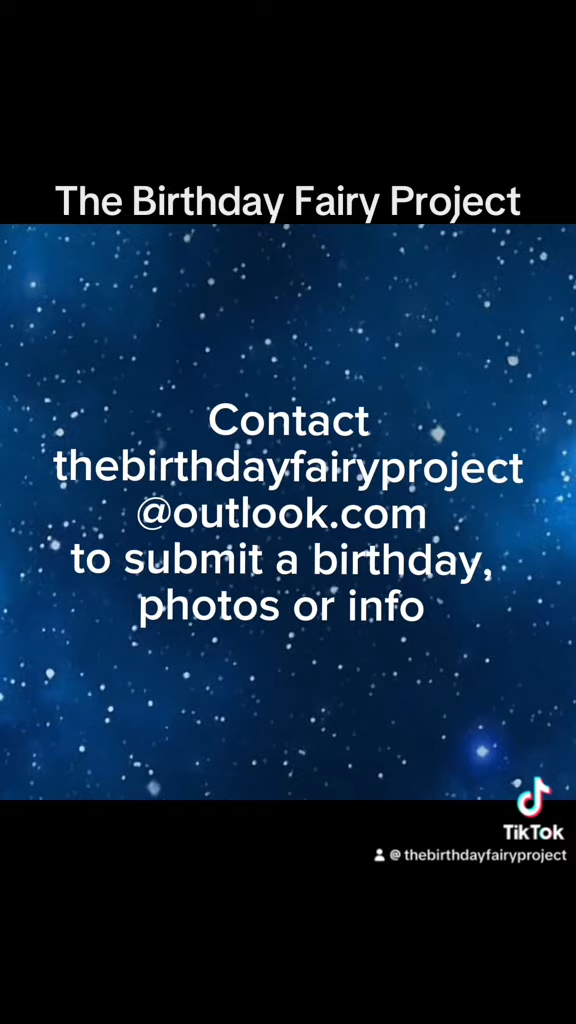 The Birthday Fairy Project
Contact
thebirthdayfairyproject
@outlook.com
to submit a birthday,
photos or info
TikTok
@ thebirthdayfairyproject